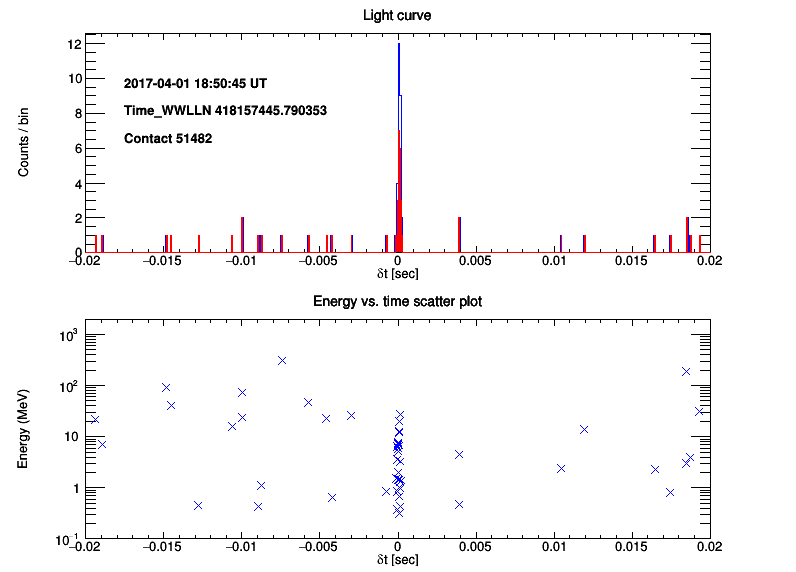 Light curve
12
10
8
6
4
2
0
Counts / bin
2017-04-01 18:50:45 UT
Time_WWLLN 418157445.790353
Contact 51482
−0.02 −0.015 −0.01 −0.005 0 0.005 0.01 0.015 0.02
δt [sec]
Energy vs. time scatter plot
10³
10²
10
1
10⁻¹
Energy (MeV)
−0.02 −0.015 −0.01 −0.005 0 0.005 0.01 0.015 0.02
δt [sec]